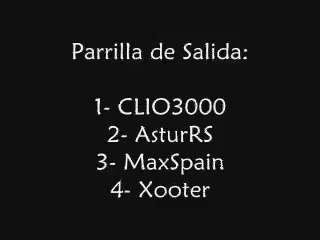 Parrilla de Salida:
1- CLIO3000
2- AsturRS
3- MaxSpain
4- Xooter